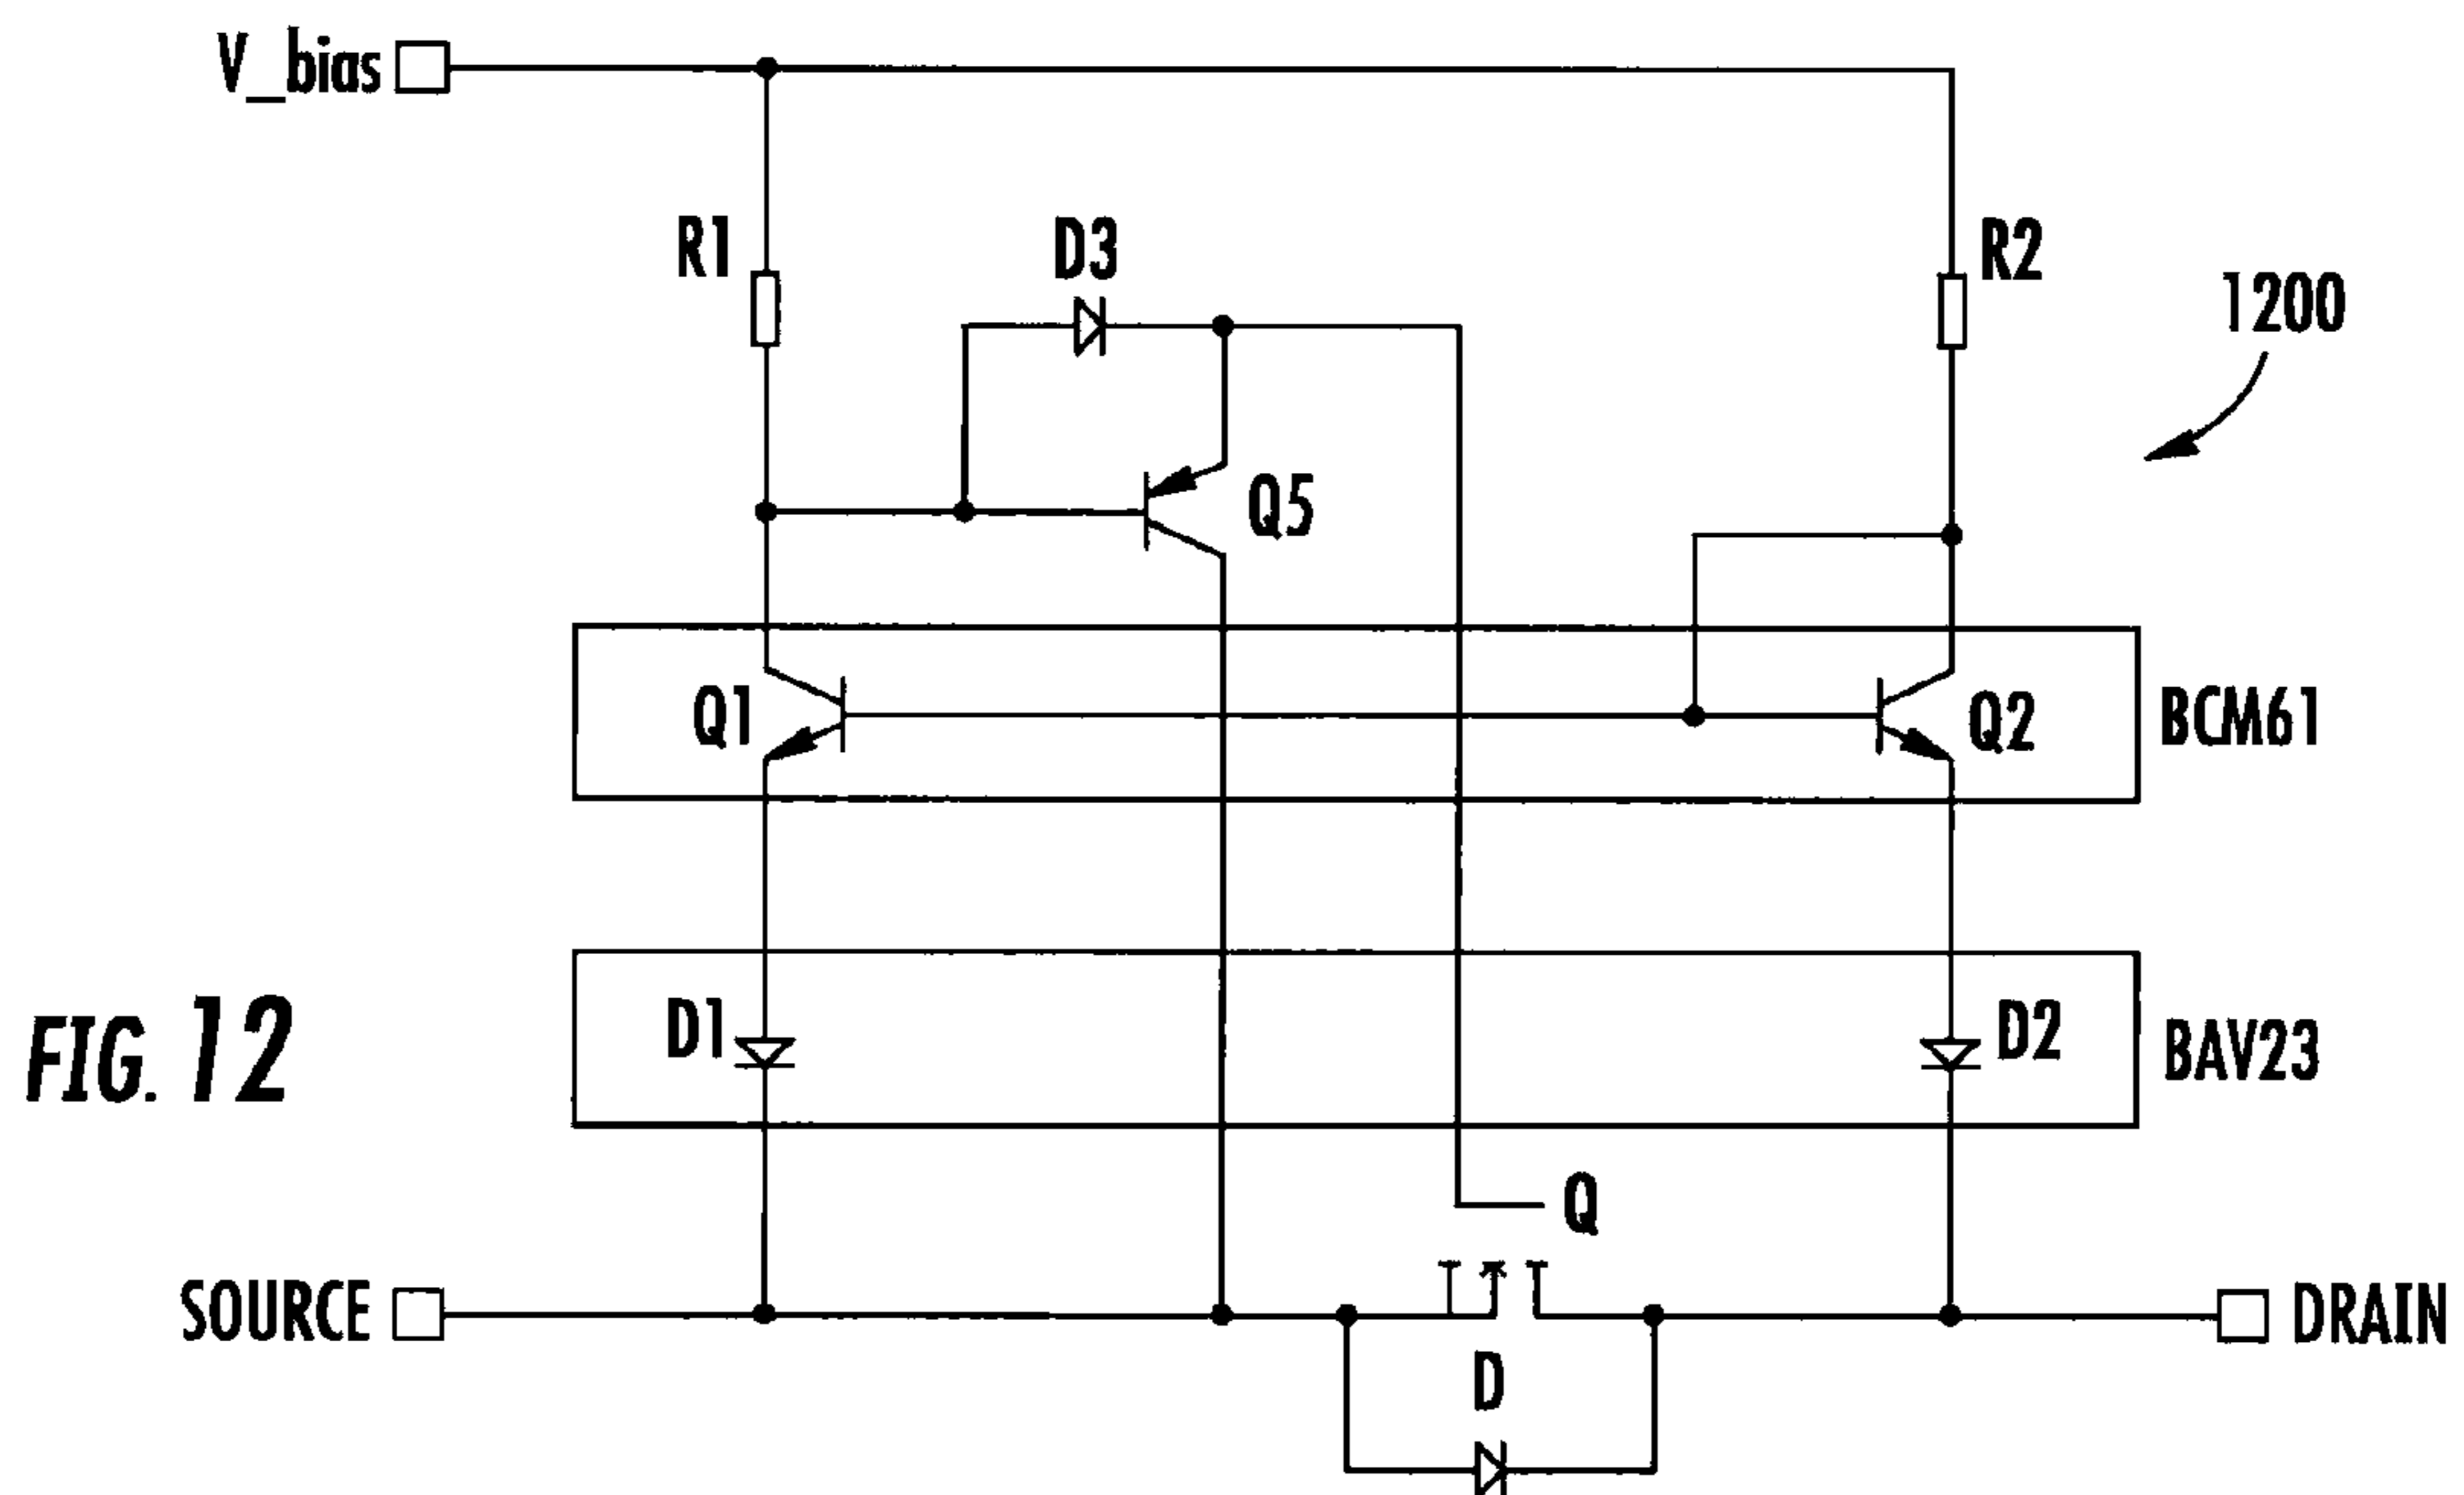 V_bias
R1
D3
R2
1200
Q5
Q1
Q2
BCM61
D1
D2
BAV23
FIG. 12
Q
SOURCE
DRAIN
D